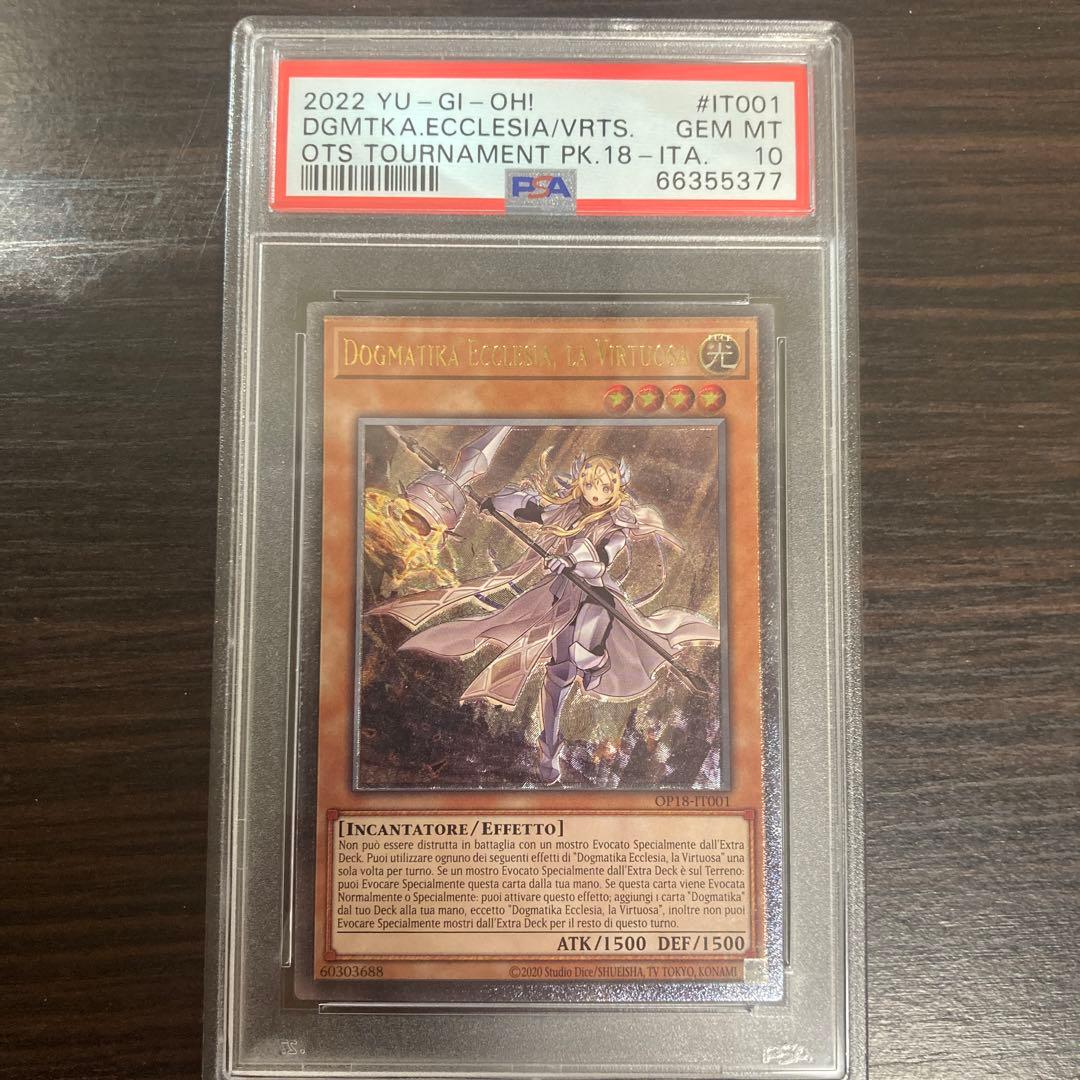 2022 YU-GI-OH! #IT001
DGMTKA.ECCLESIA/VRTS. GEM MT
OTS TOURNAMENT PK.18-ITA. 10
PSA 66355377
DOGMATIKA ECCLESIA, LA VIRTUOSA 光
OP18-IT001
[INCANTATORE/EFFETTO]
Non può essere distrutta in battaglia con un mostro Evocato Specialmente dall'Extra
Deck. Puoi utilizzare ognuno dei seguenti effetti di "Dogmatika Ecclesia, la Virtuosa" una
sola volta per turno. Se un mostro Evocato Specialmente dall'Extra Deck è sul Terreno:
puoi Evocare Specialmente questa carta dalla tua mano. Se questa carta viene Evocata
Normalmente o Specialmente: puoi attivare questo effetto; aggiungi 1 carta "Dogmatika"
dal tuo Deck alla tua mano, eccetto "Dogmatika Ecclesia, la Virtuosa", inoltre non puoi
Evocare Specialmente mostri dall'Extra Deck per il resto di questo turno.
ATK/1500 DEF/1500
60303688 ©2020 Studio Dice/SHUEISHA, TV TOKYO, KONAMI
PSA